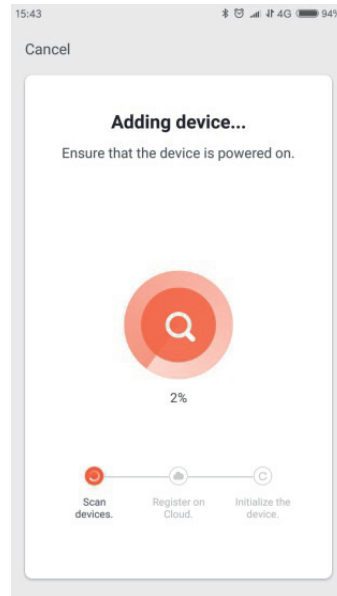 15:43 4G 94%
Cancel
Adding device...
Ensure that the device is powered on.
2%
Scan Register on Initialize the
devices. Cloud. device.